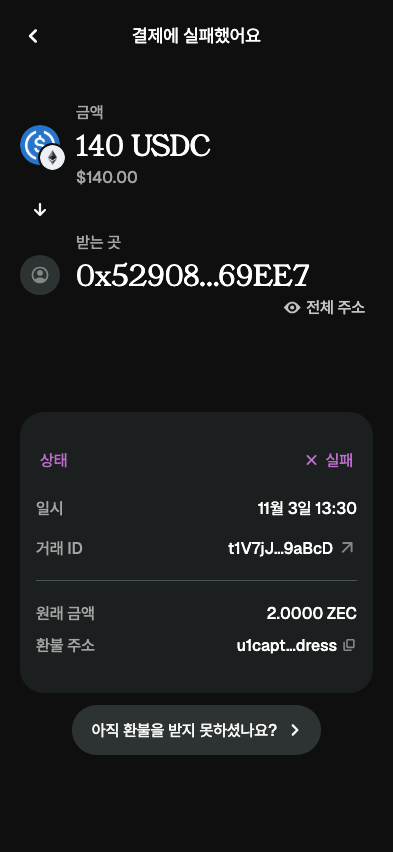 결제에 실패했어요
금액
140 USDC
$140.00
받는 곳
0x52908...69EE7
전체 주소
상태 실패
일시 11월 3일 13:30
거래 ID t1V7jJ...9aBcD
원래 금액 2.0000 ZEC
환불 주소 u1capt...dress
아직 환불을 받지 못하셨나요?